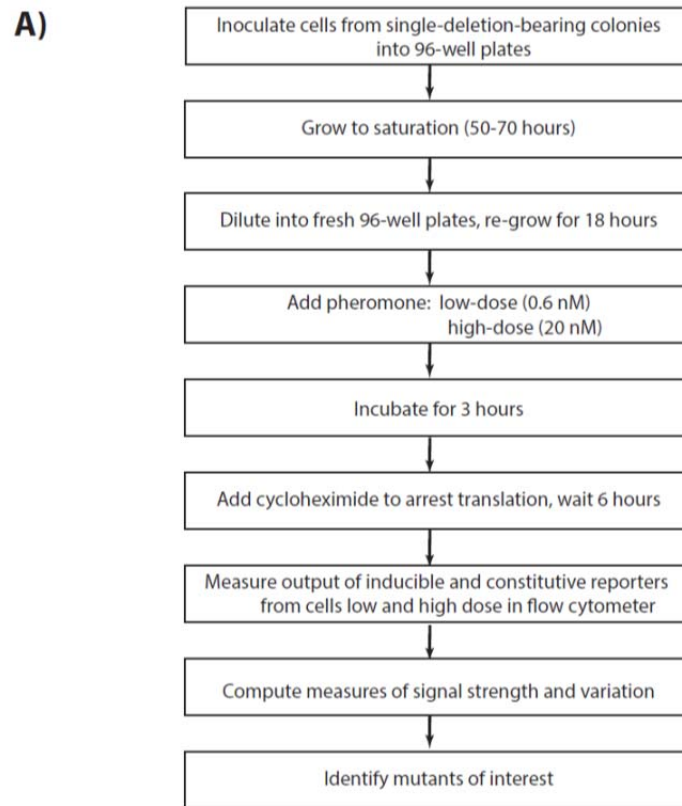 A)
Inoculate cells from single-deletion-bearing colonies
into 96-well plates
Grow to saturation (50-70 hours)
Dilute into fresh 96-well plates, re-grow for 18 hours
Add pheromone: low-dose (0.6 nM)
high-dose (20 nM)
Incubate for 3 hours
Add cycloheximide to arrest translation, wait 6 hours
Measure output of inducible and constitutive reporters
from cells low and high dose in flow cytometer
Compute measures of signal strength and variation
Identify mutants of interest